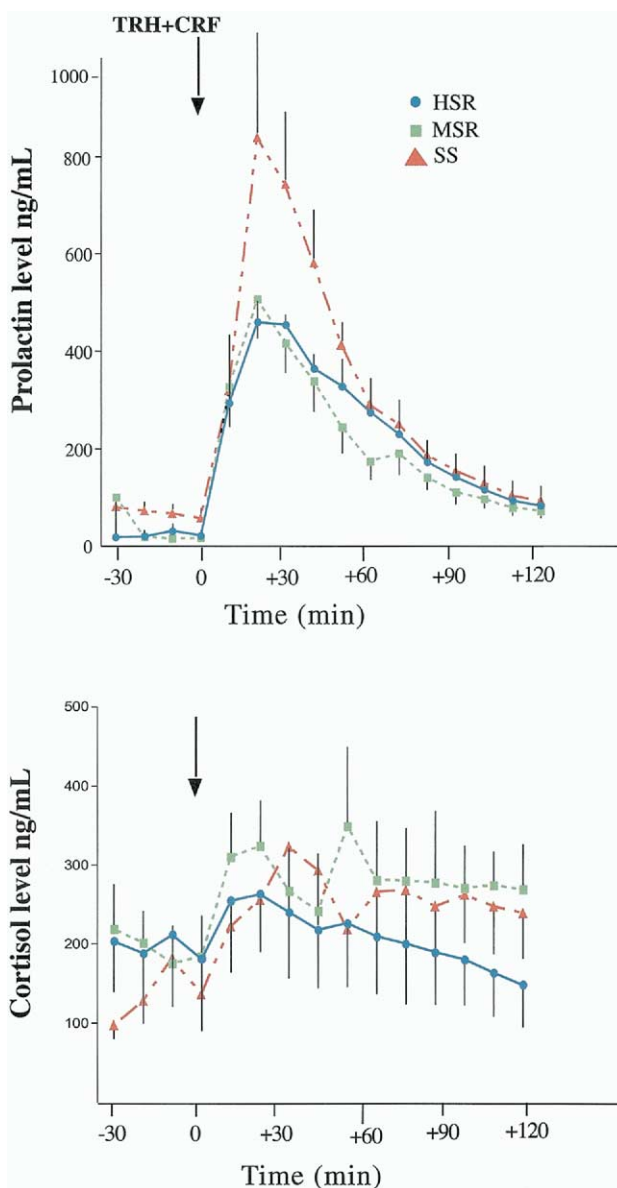 TRH+CRF
1000
800
600
400
200
0
HSR
MSR
SS
Prolactin level ng/mL
-30 0 +30 +60 +90 +120
Time (min)
500
400
300
200
100
Cortisol level ng/mL
-30 0 +30 +60 +90 +120
Time (min)